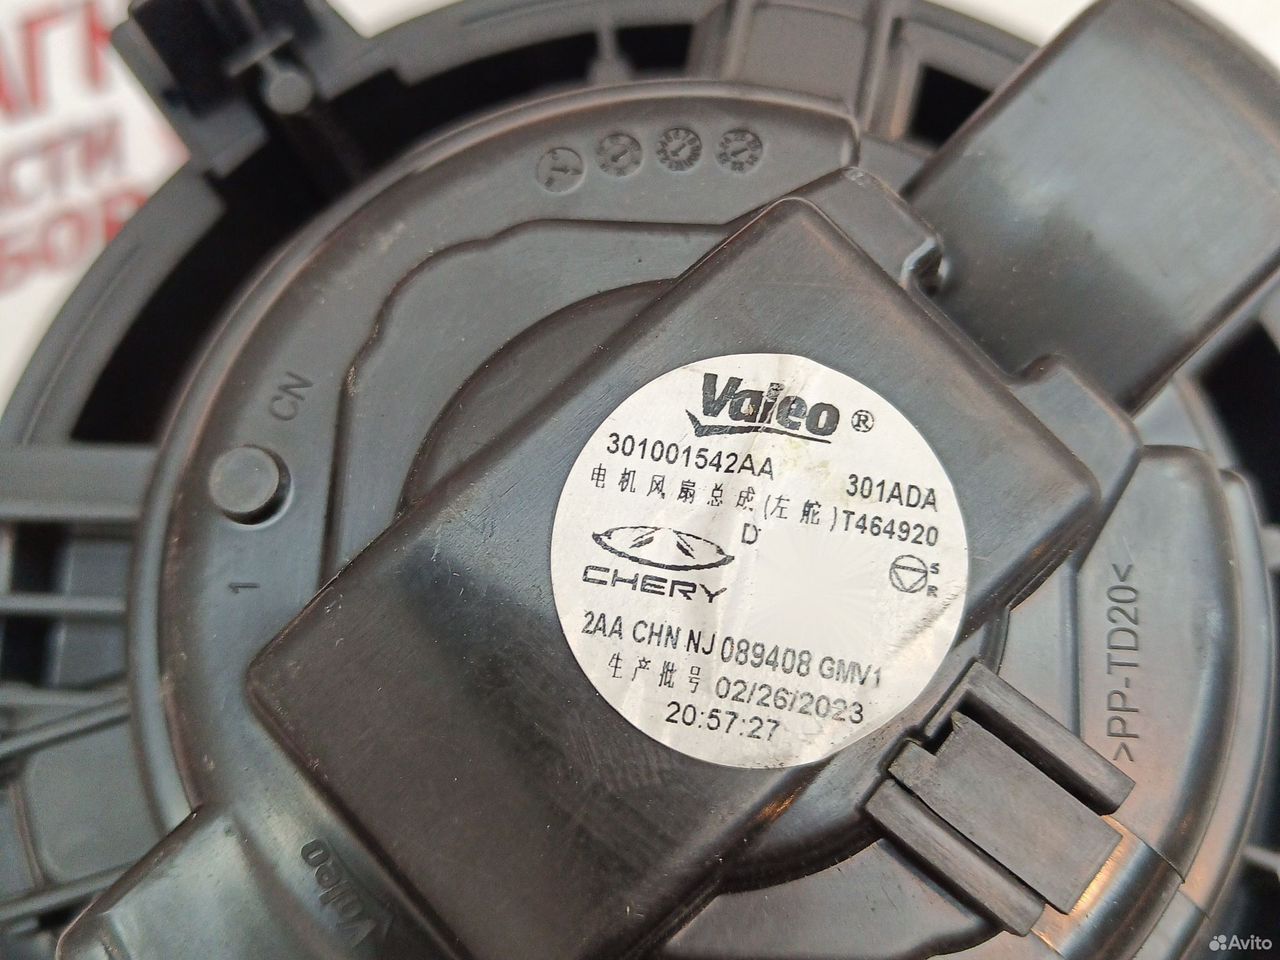 Valeo®
301001542AA
301ADA
电机风扇总成(左舵)T464920
D
CHERY
S
R
2AA CHN NJ 089408 GMV1
生产批号 02/26/2023
20:57:27
CN
1
>PP-TD20<
Valeo
Avito